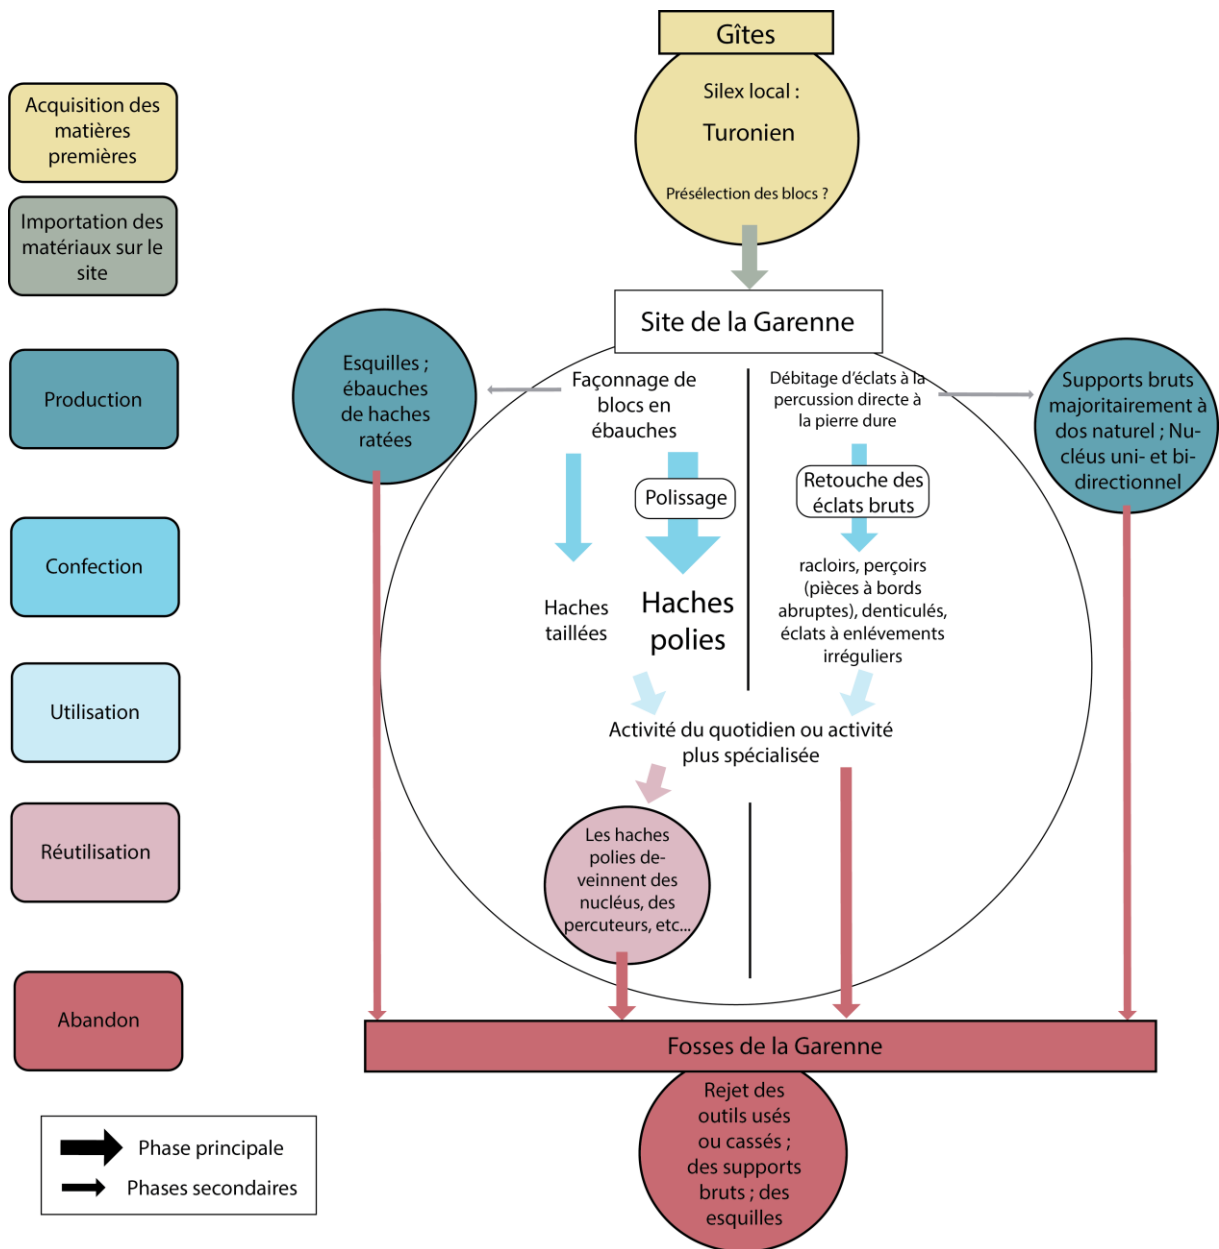 Gîtes
Silex local :
Turonien
Présélection des blocs ?
Acquisition des
matières
premières
Importation des
matériaux sur le
site
Site de la Garenne
Production
Esquilles ;
ébauches
de haches
ratées
Façonnage de
blocs en
ébauches
Débitage d'éclats à la
percussion directe à
la pierre dure
Supports bruts
majoritairement à
dos naturel ; Nu-
cléus uni- et bi-
directionnel
Polissage
Retouche des
éclats bruts
Confection
Haches
taillées
Haches
polies
racloirs, perçoirs
(pièces à bords
abruptes), denticulés,
éclats à enlévements
irréguliers
Utilisation
Activité du quotidien ou activité
plus spécialisée
Réutilisation
Les haches
polies de-
veinnent des
nucléus, des
percuteurs, etc...
Abandon
Fosses de la Garenne
Rejet des
outils usés
ou cassés ;
des supports
bruts ; des
esquilles
Phase principale
Phases secondaires